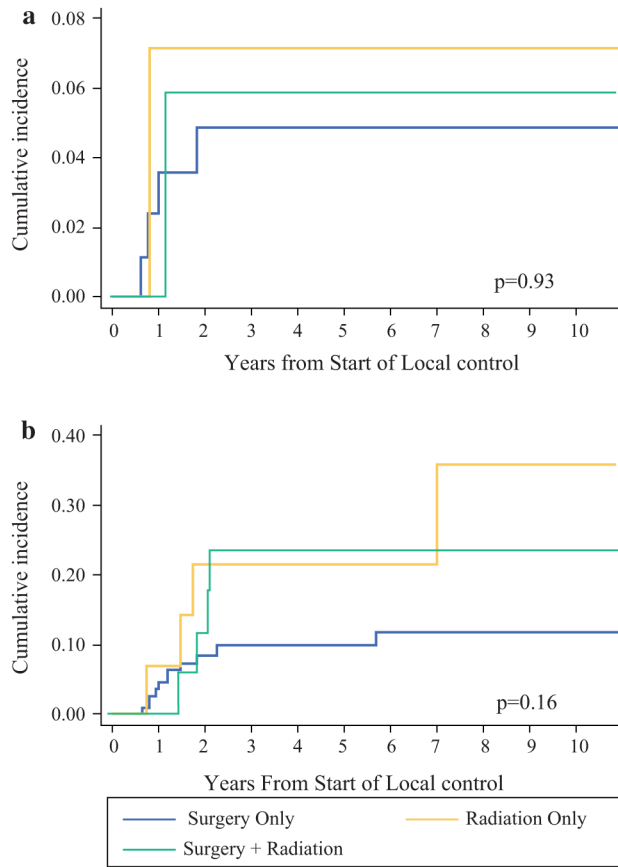 a
0.08
0.06
0.04
0.02
0.00
Cumulative incidence
p=0.93
0 1 2 3 4 5 6 7 8 9 10
Years from Start of Local control
b
0.40
0.30
0.20
0.10
0.00
Cumulative incidence
p=0.16
0 1 2 3 4 5 6 7 8 9 10
Years From Start of Local control
Surgery Only Radiation Only
Surgery + Radiation